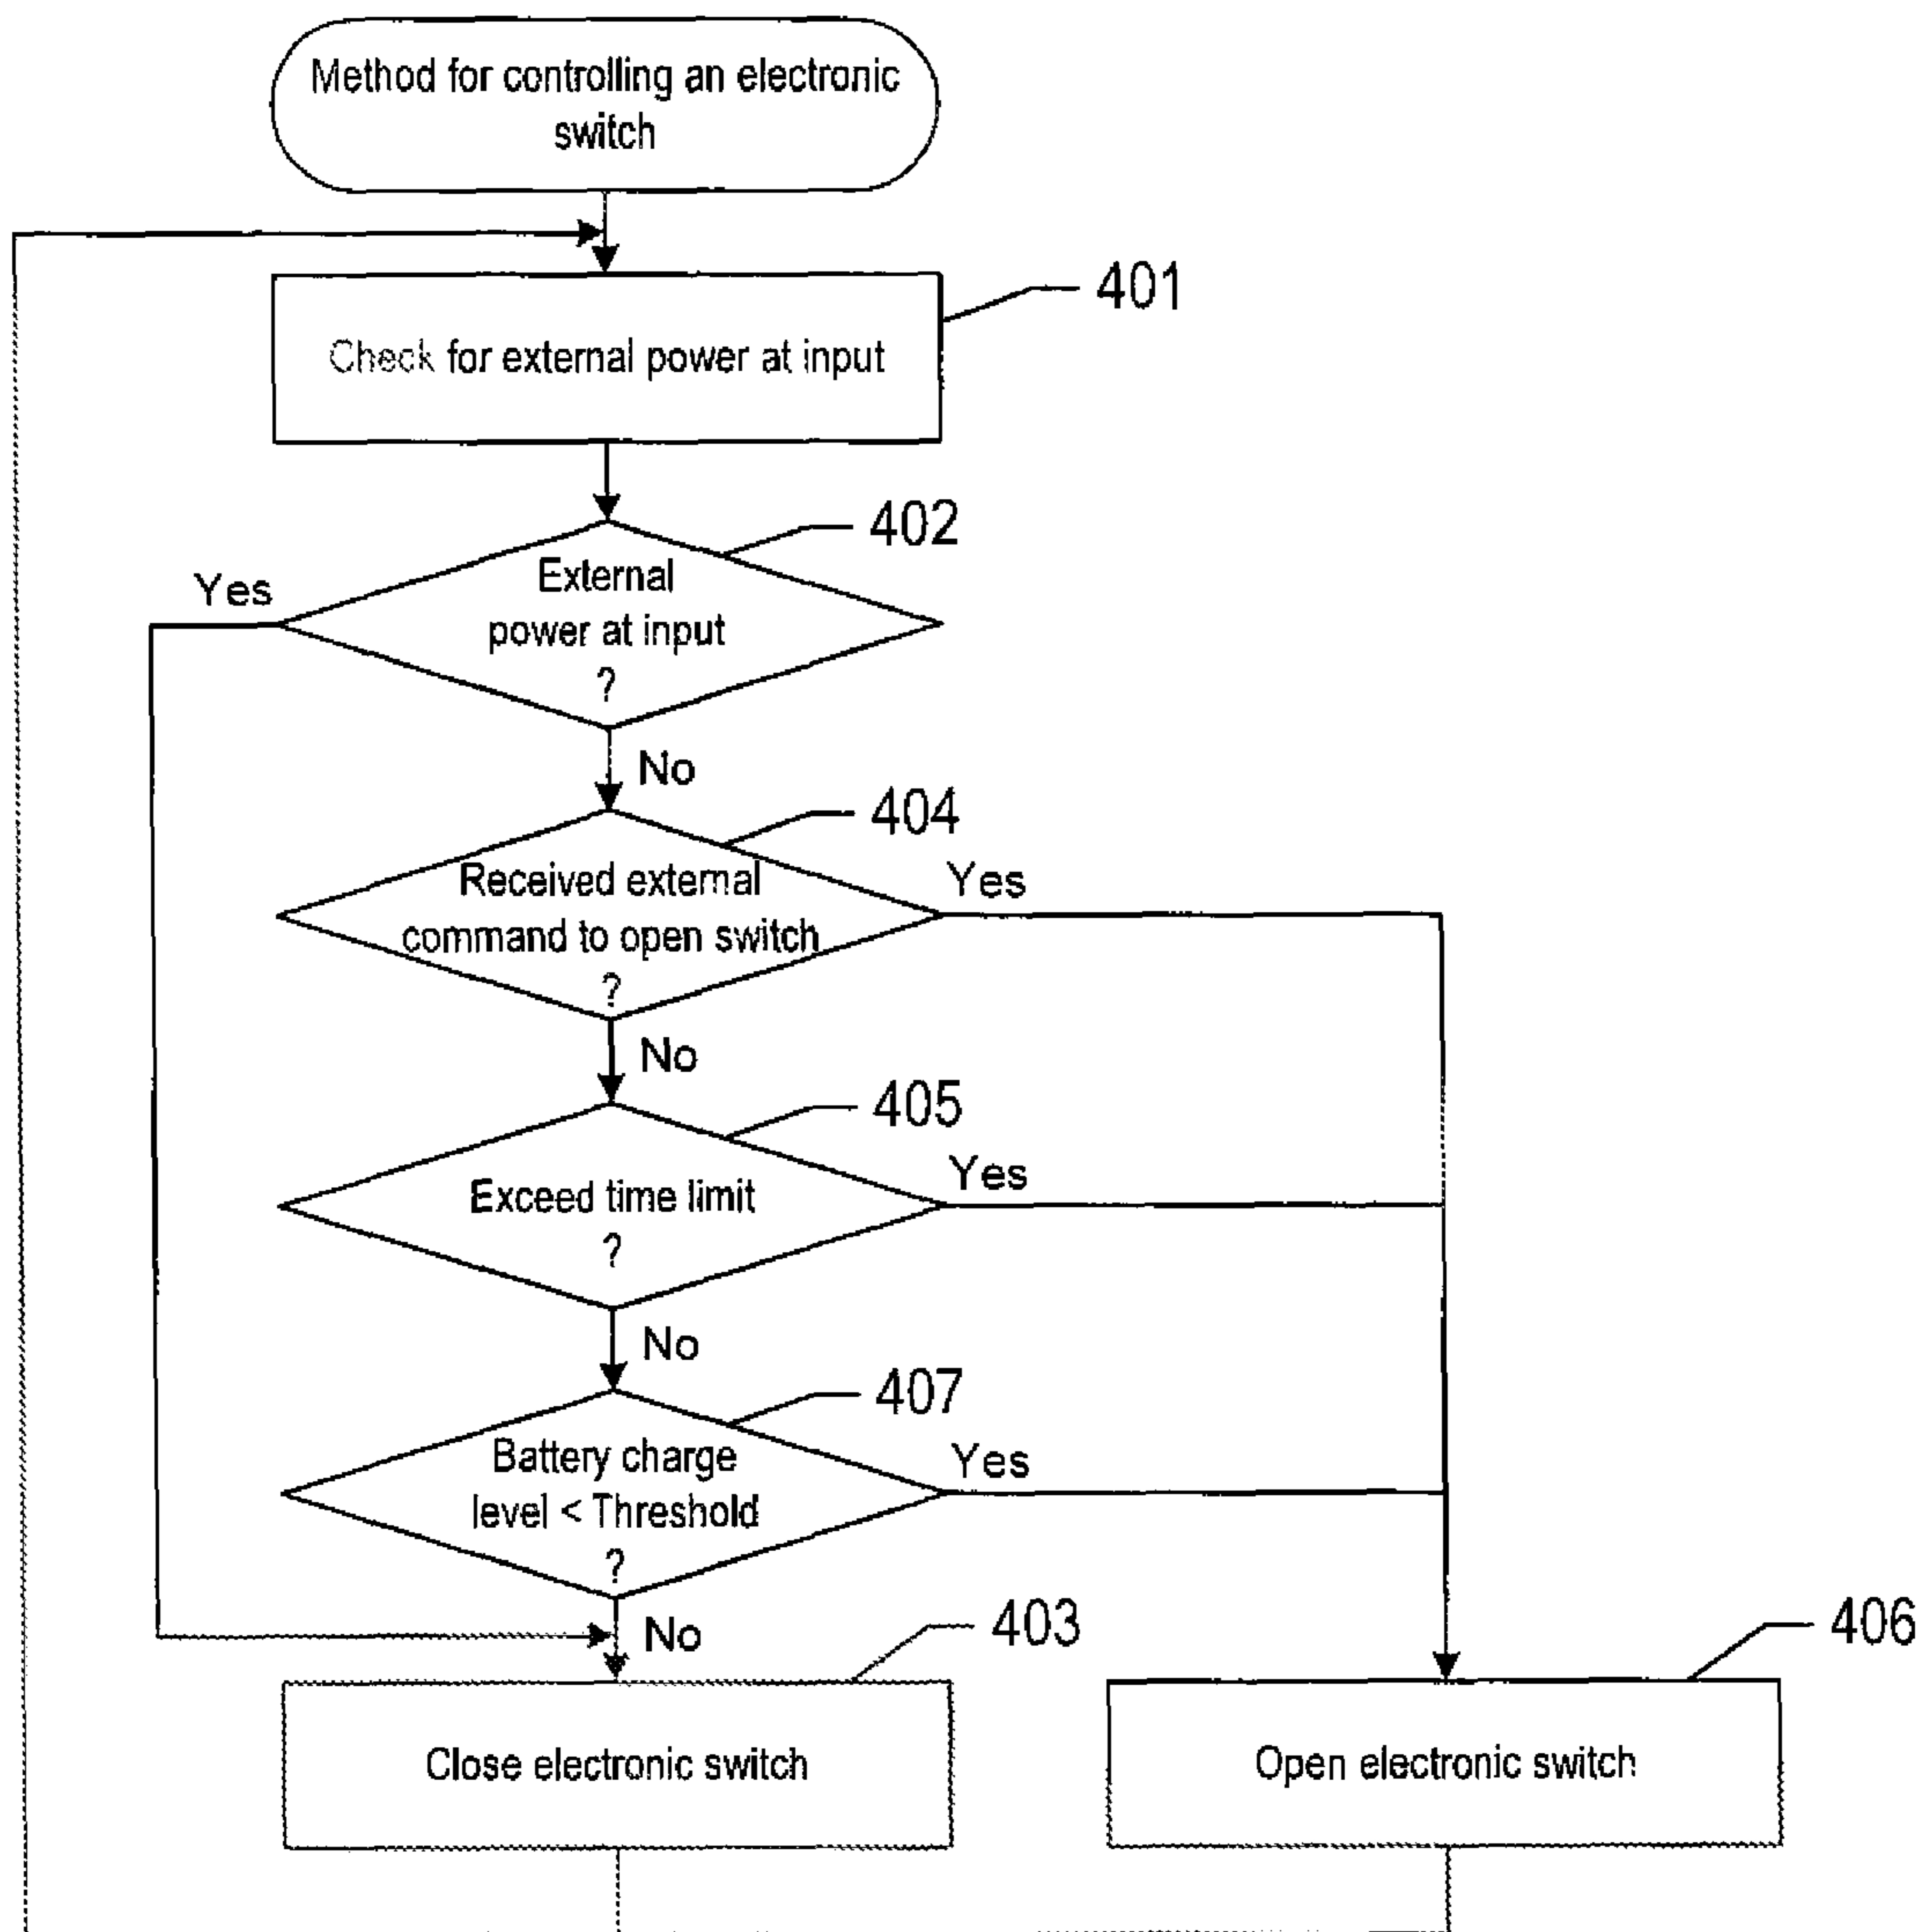 Method for controlling an electronic
switch
401
Check for external power at input
402
Yes
External
power at input
?
No
404
Received external
command to open switch
?
Yes
No
405
Exceed time limit
?
Yes
No
407
Battery charge
level < Threshold
?
Yes
No
403
406
Close electronic switch
Open electronic switch